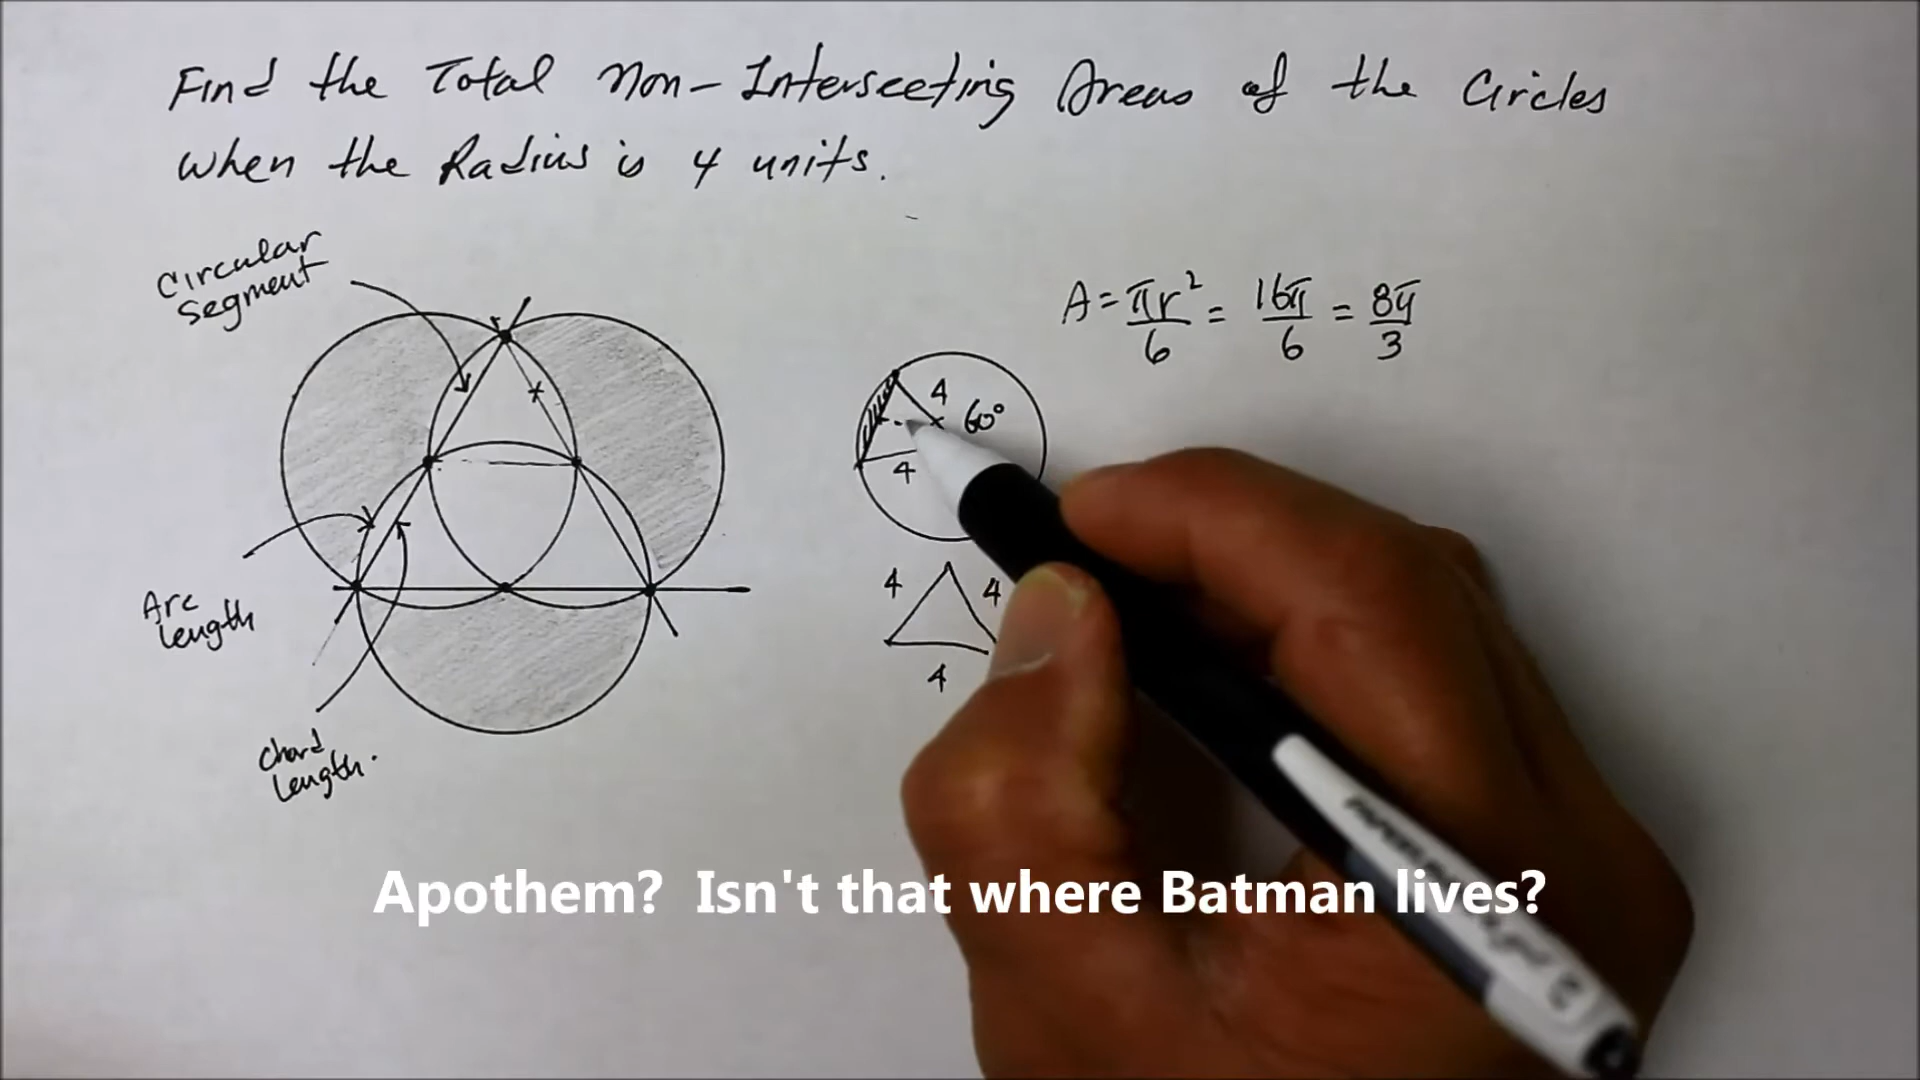 Find the Total Non-Intersecting Areas of the Circles
when the Radius is 4 units.
Circular
segment
A = πr²/6 = 16π/6 = 8π/3
4
60°
4
Arc
length
4
4
4
chord
length.
Apothem? Isn't that where Batman lives?